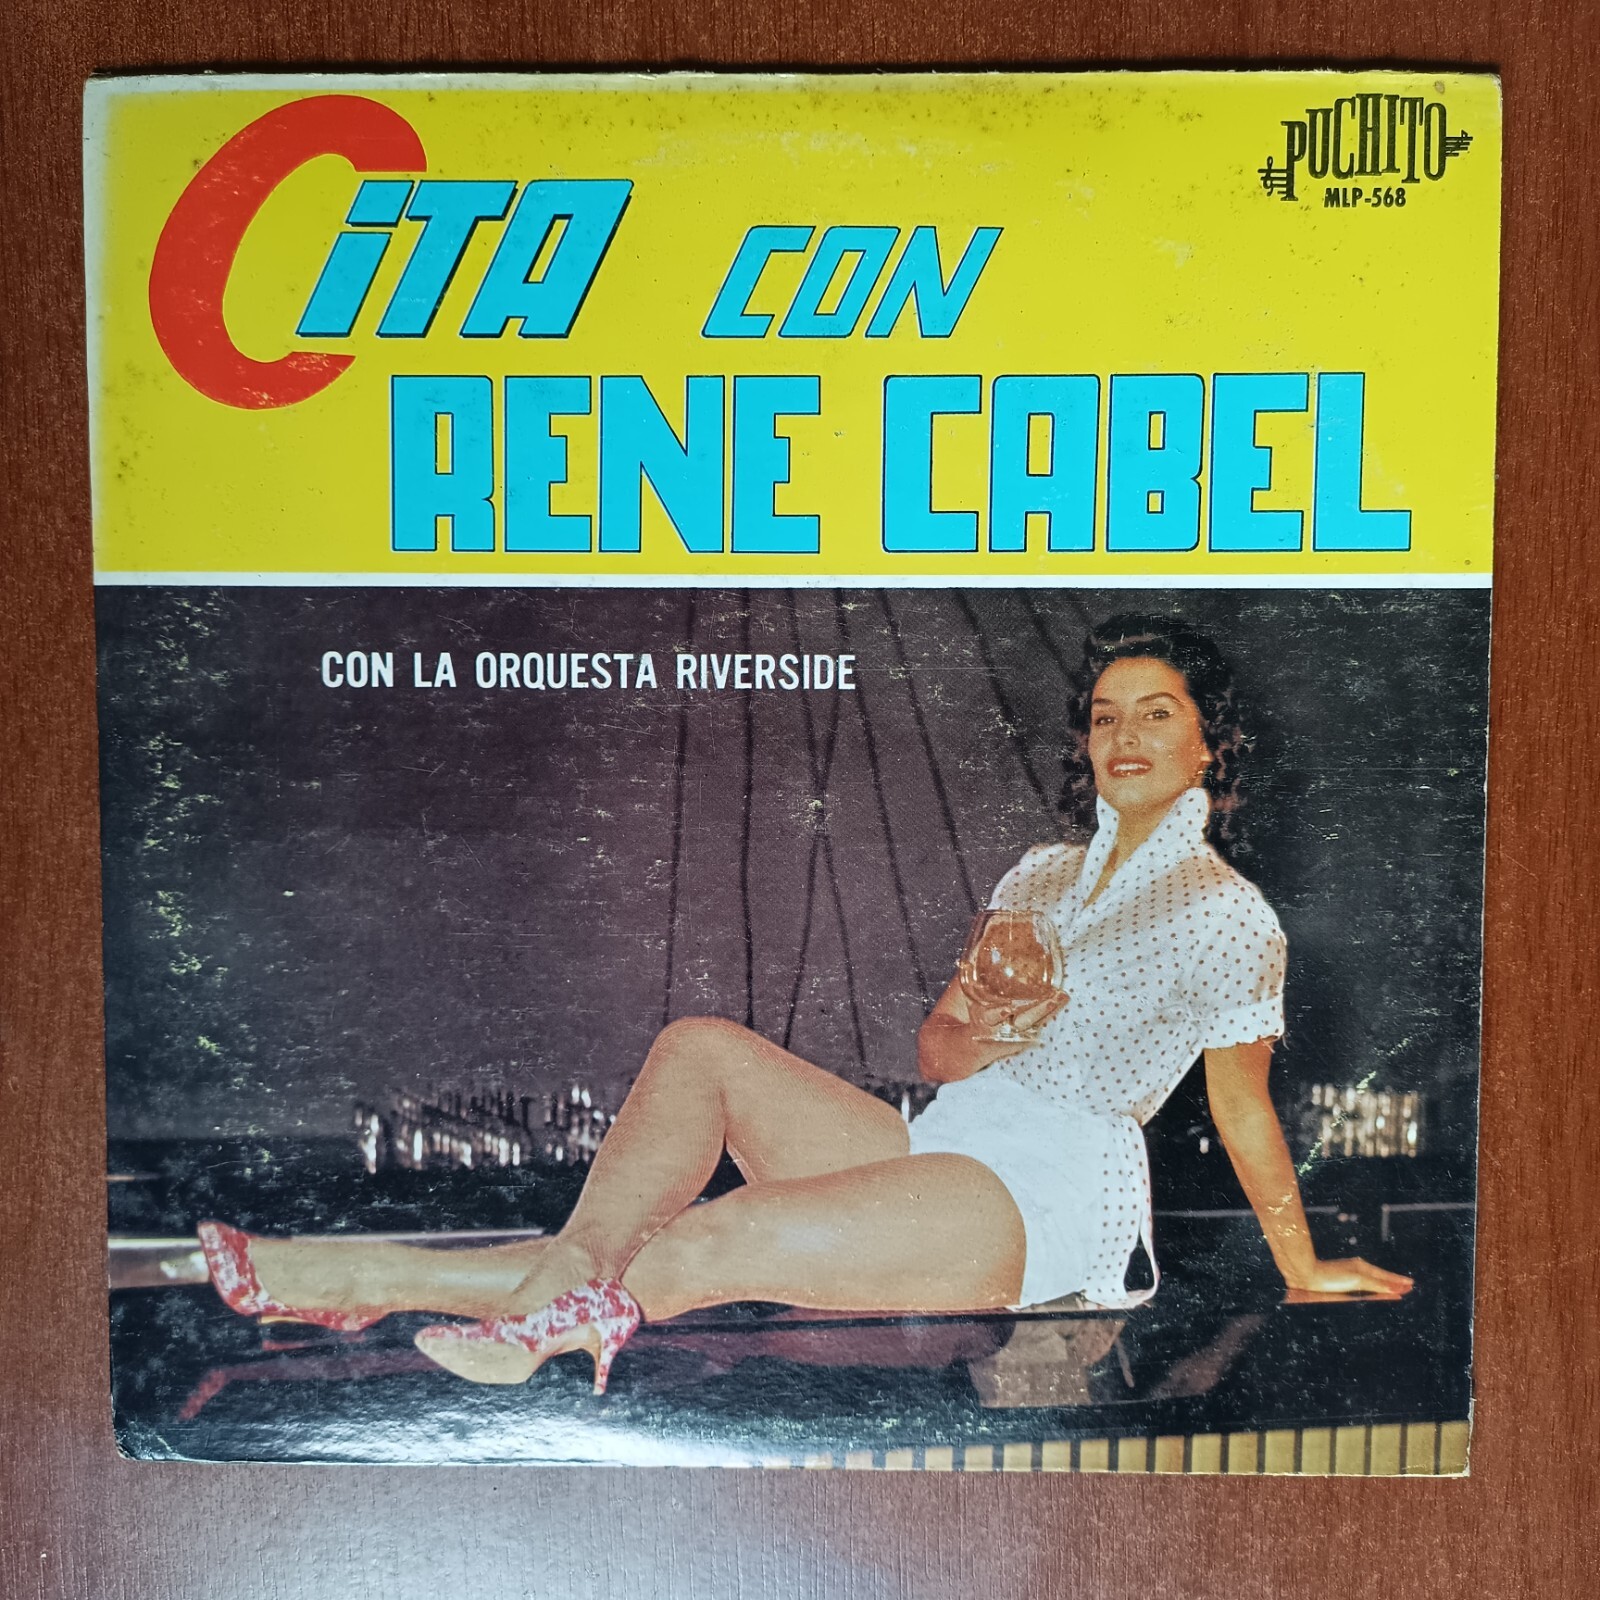 PUCHITO
MLP-568
CiTA CON
RENE CABEL
CON LA ORQUESTA RIVERSIDE